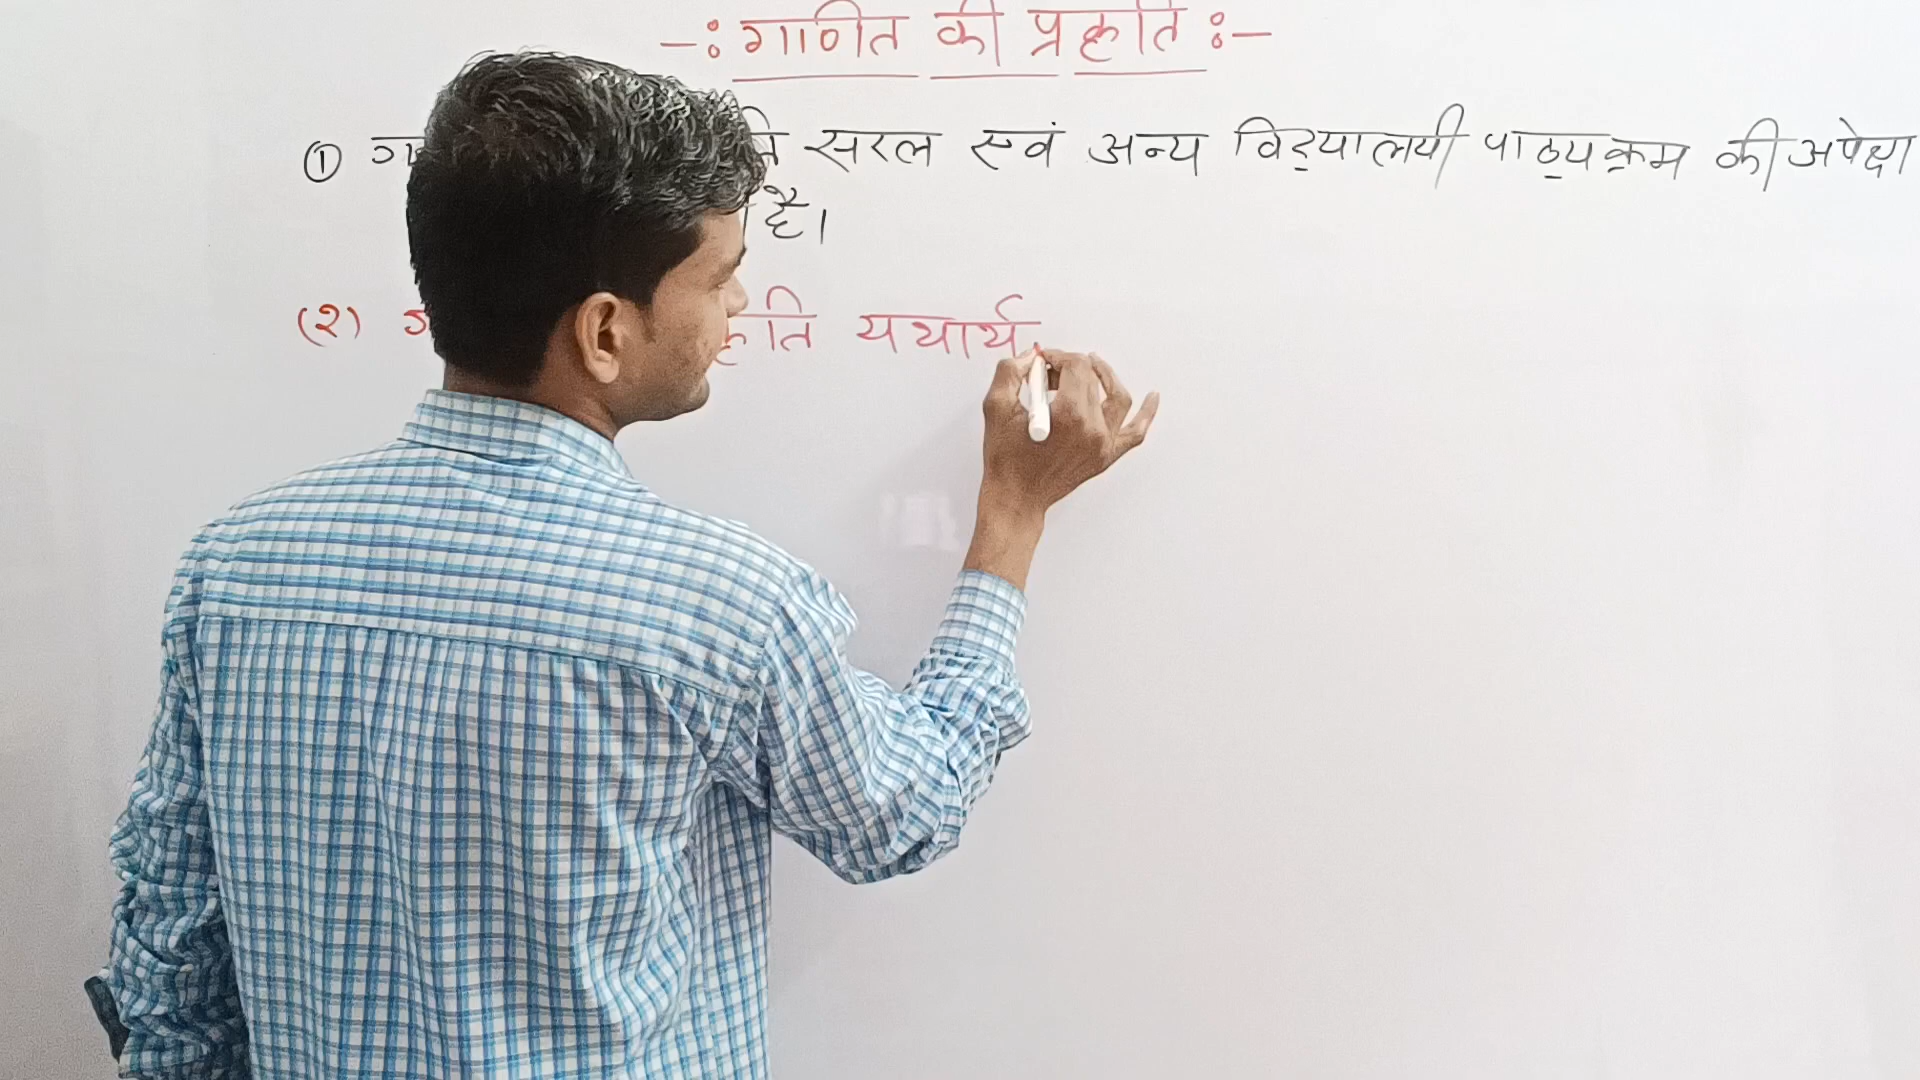 -: गणित की प्रकृति :-
① सरल एवं अन्य विद्यालयी पाठ्यक्रम की अपेक्षा
है।
(२) यथार्थ,